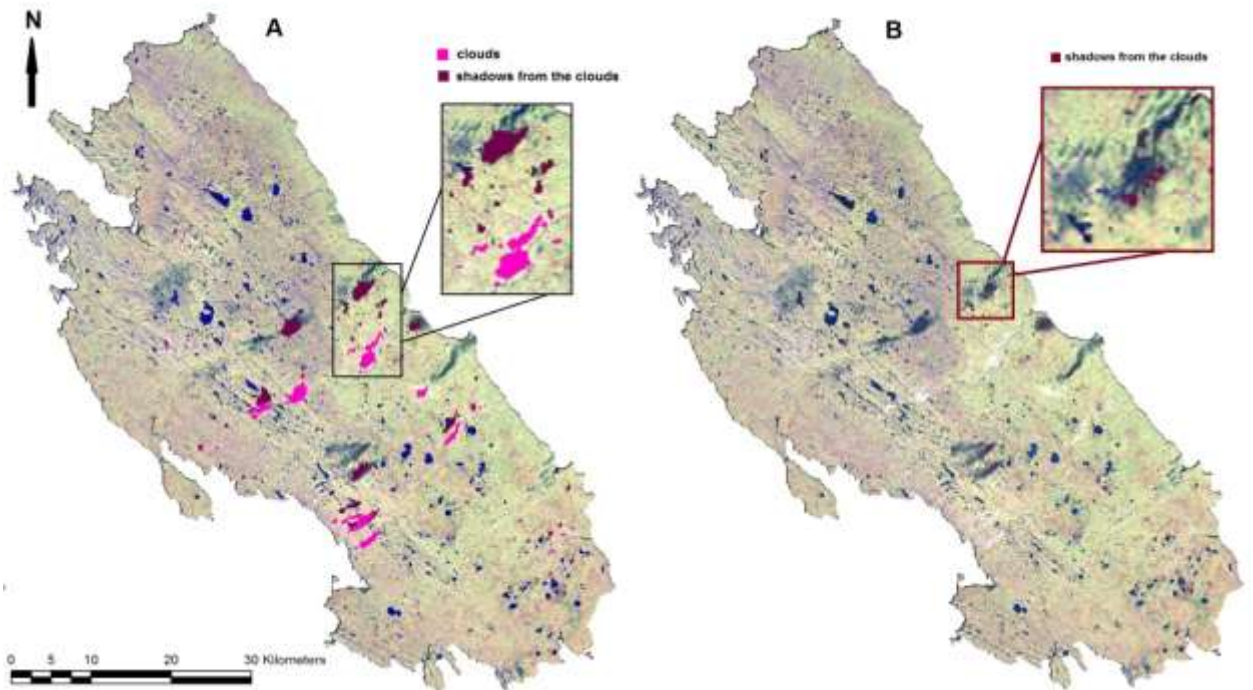 N
A
clouds
shadows from the clouds
B
shadows from the clouds
0 5 10 20 30 Kilometers